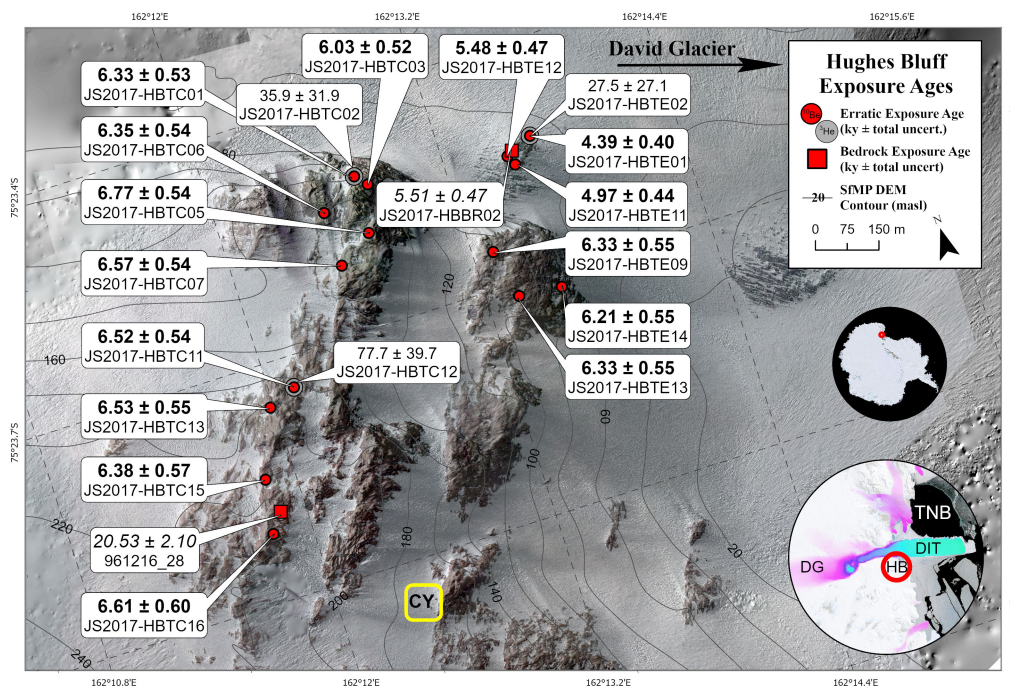 162°12'E
162°13.2'E
162°14.4'E
162°15.6'E
75°23.4'S
75°23.7'S
6.33 ± 0.53
JS2017-HBTC01
6.35 ± 0.54
JS2017-HBTC06
6.77 ± 0.54
JS2017-HBTC05
6.57 ± 0.54
JS2017-HBTC07
6.52 ± 0.54
JS2017-HBTC11
6.53 ± 0.55
JS2017-HBTC13
6.38 ± 0.57
JS2017-HBTC15
20.53 ± 2.10
961216_28
6.61 ± 0.60
JS2017-HBTC16
35.9 ± 31.9
JS2017-HBTC02
6.03 ± 0.52
JS2017-HBTC03
5.48 ± 0.47
JS2017-HBTE12
5.51 ± 0.47
JS2017-HBBR02
77.7 ± 39.7
JS2017-HBTC12
27.5 ± 27.1
JS2017-HBTE02
4.39 ± 0.40
JS2017-HBTE01
4.97 ± 0.44
JS2017-HBTE11
6.33 ± 0.55
JS2017-HBTE09
6.21 ± 0.55
JS2017-HBTE14
6.33 ± 0.55
JS2017-HBTE13
David Glacier
80
120
160
60
100
220
180
20
200
140
240
CY
Hughes Bluff
Exposure Ages
¹⁰Be
³He
Erratic Exposure Age
(ky ± total uncert.)
Bedrock Exposure Age
(ky ± total uncert)
20
SfMP DEM
Contour (masl)
0 75 150 m
N
TNB
DIT
DG
HB
162°10.8'E
162°12'E
162°13.2'E
162°14.4'E